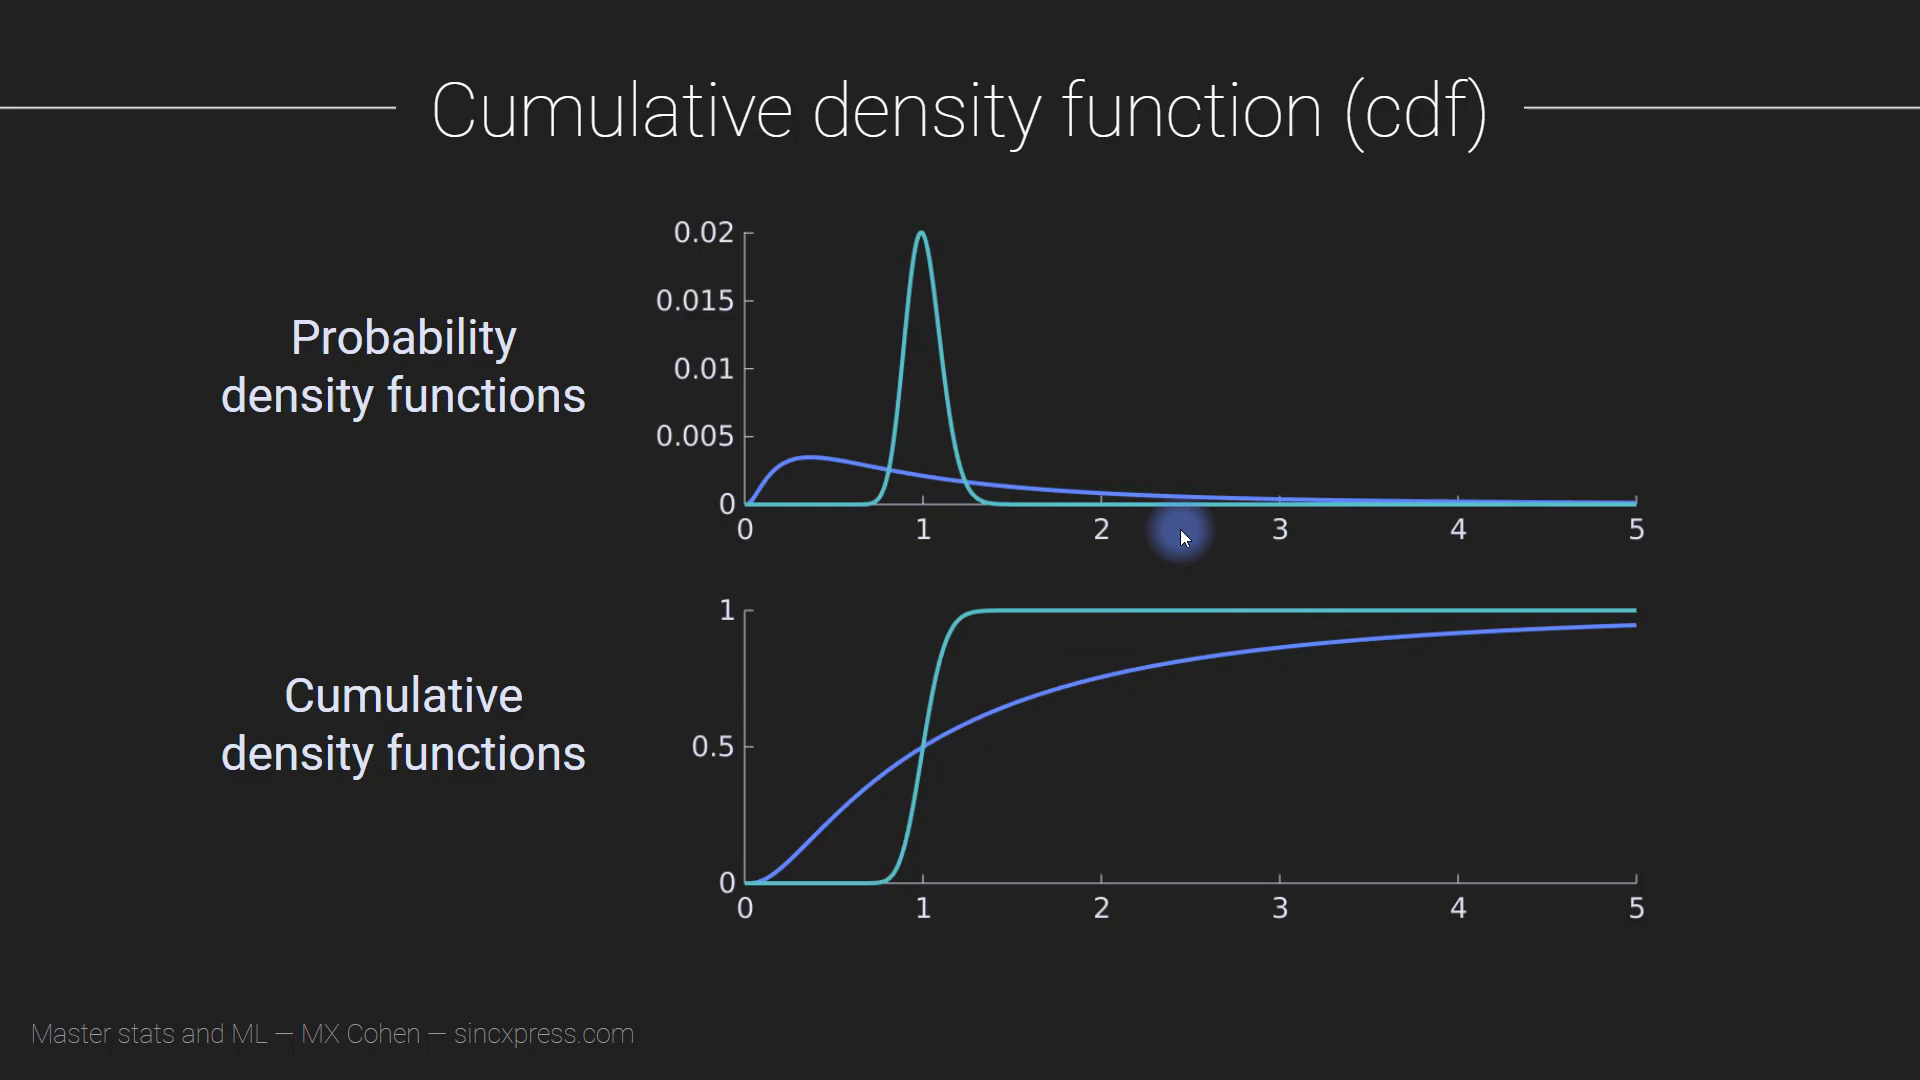 Cumulative density function (cdf)
Probability
density functions
0.02
0.015
0.01
0.005
0
0 1 2 3 4 5
Cumulative
density functions
1
0.5
0
0 1 2 3 4 5
Master stats and ML — MX Cohen — sincxpress.com